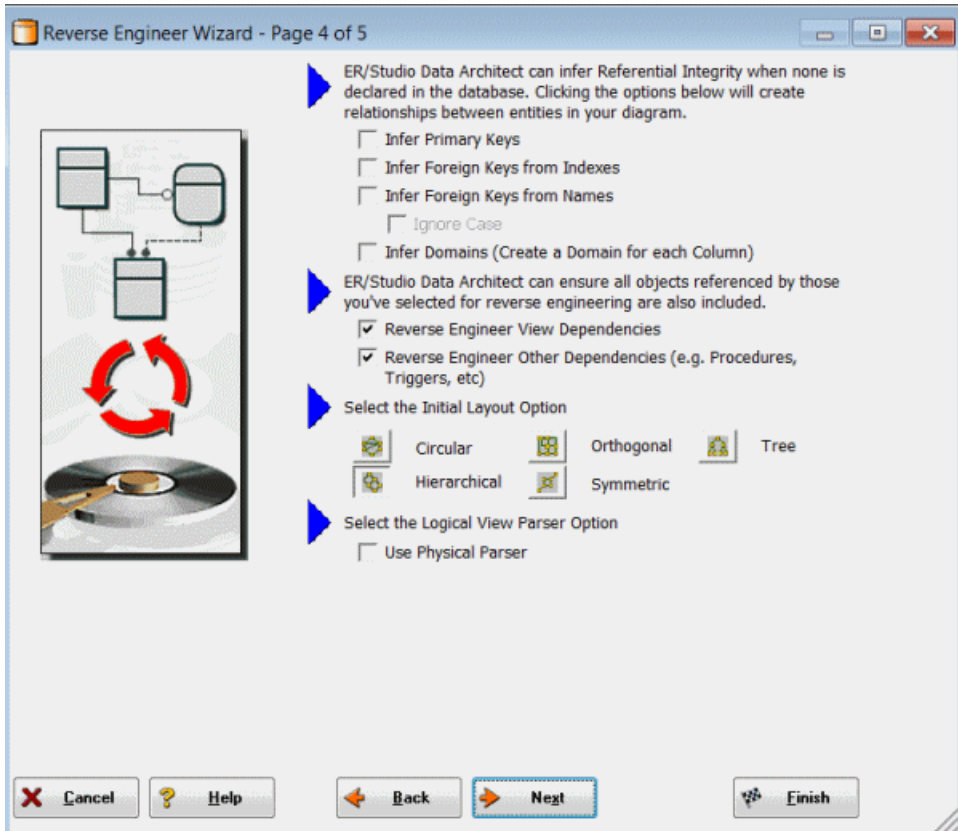 Reverse Engineer Wizard - Page 4 of 5
ER/Studio Data Architect can infer Referential Integrity when none is
declared in the database. Clicking the options below will create
relationships between entities in your diagram.
Infer Primary Keys
Infer Foreign Keys from Indexes
Infer Foreign Keys from Names
Ignore Case
Infer Domains (Create a Domain for each Column)
ER/Studio Data Architect can ensure all objects referenced by those
you've selected for reverse engineering are also included.
Reverse Engineer View Dependencies
Reverse Engineer Other Dependencies (e.g. Procedures,
Triggers, etc)
Select the Initial Layout Option
Circular Orthogonal Tree
Hierarchical Symmetric
Select the Logical View Parser Option
Use Physical Parser
Cancel Help Back Next Finish